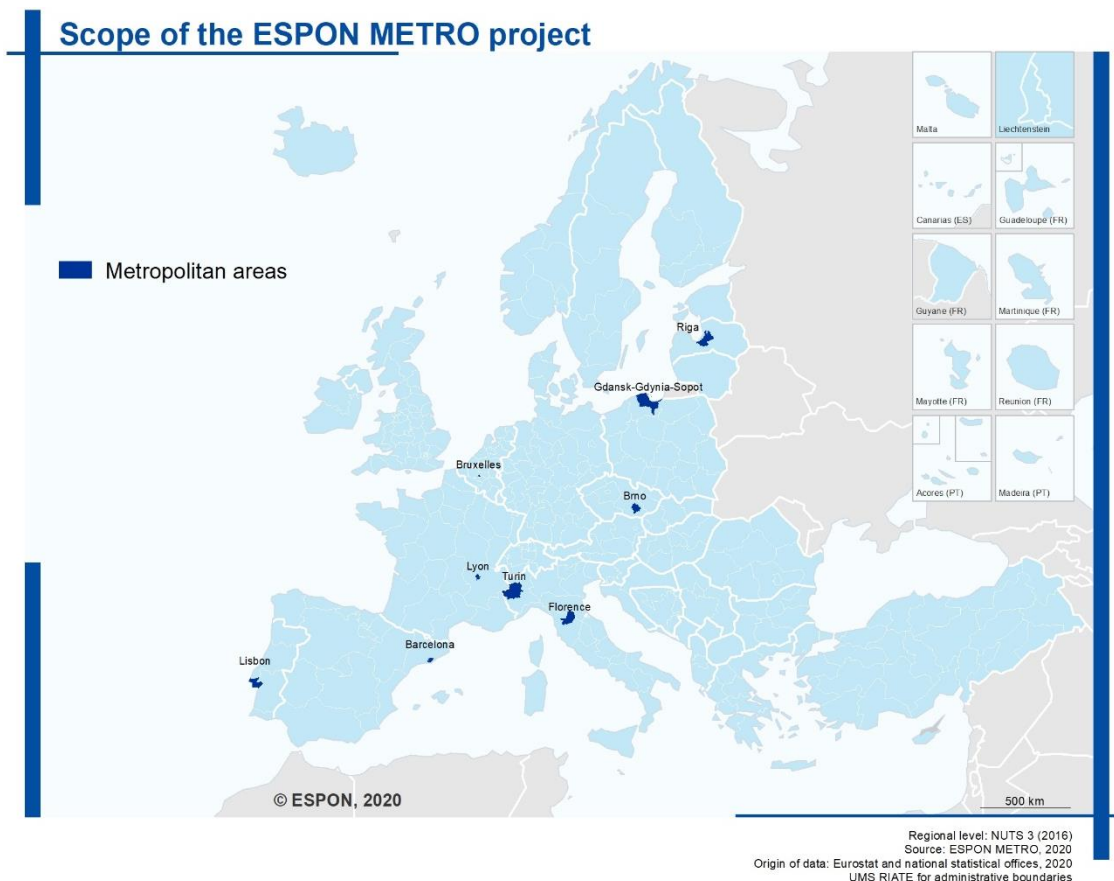 Scope of the ESPON METRO project
Malta
Liechtenstein
Canarias (ES)
Guadeloupe (FR)
Metropolitan areas
Guyane (FR)
Martinique (FR)
Riga
Gdansk-Gdynia-Sopot
Mayotte (FR)
Reunion (FR)
Bruxelles
Brno
Acores (PT)
Madeira (PT)
Lyon
Turin
Florence
Barcelona
Lisbon
© ESPON, 2020
500 km
Regional level: NUTS 3 (2016)
Source: ESPON METRO, 2020
Origin of data: Eurostat and national statistical offices, 2020
UMS RIATE for administrative boundaries